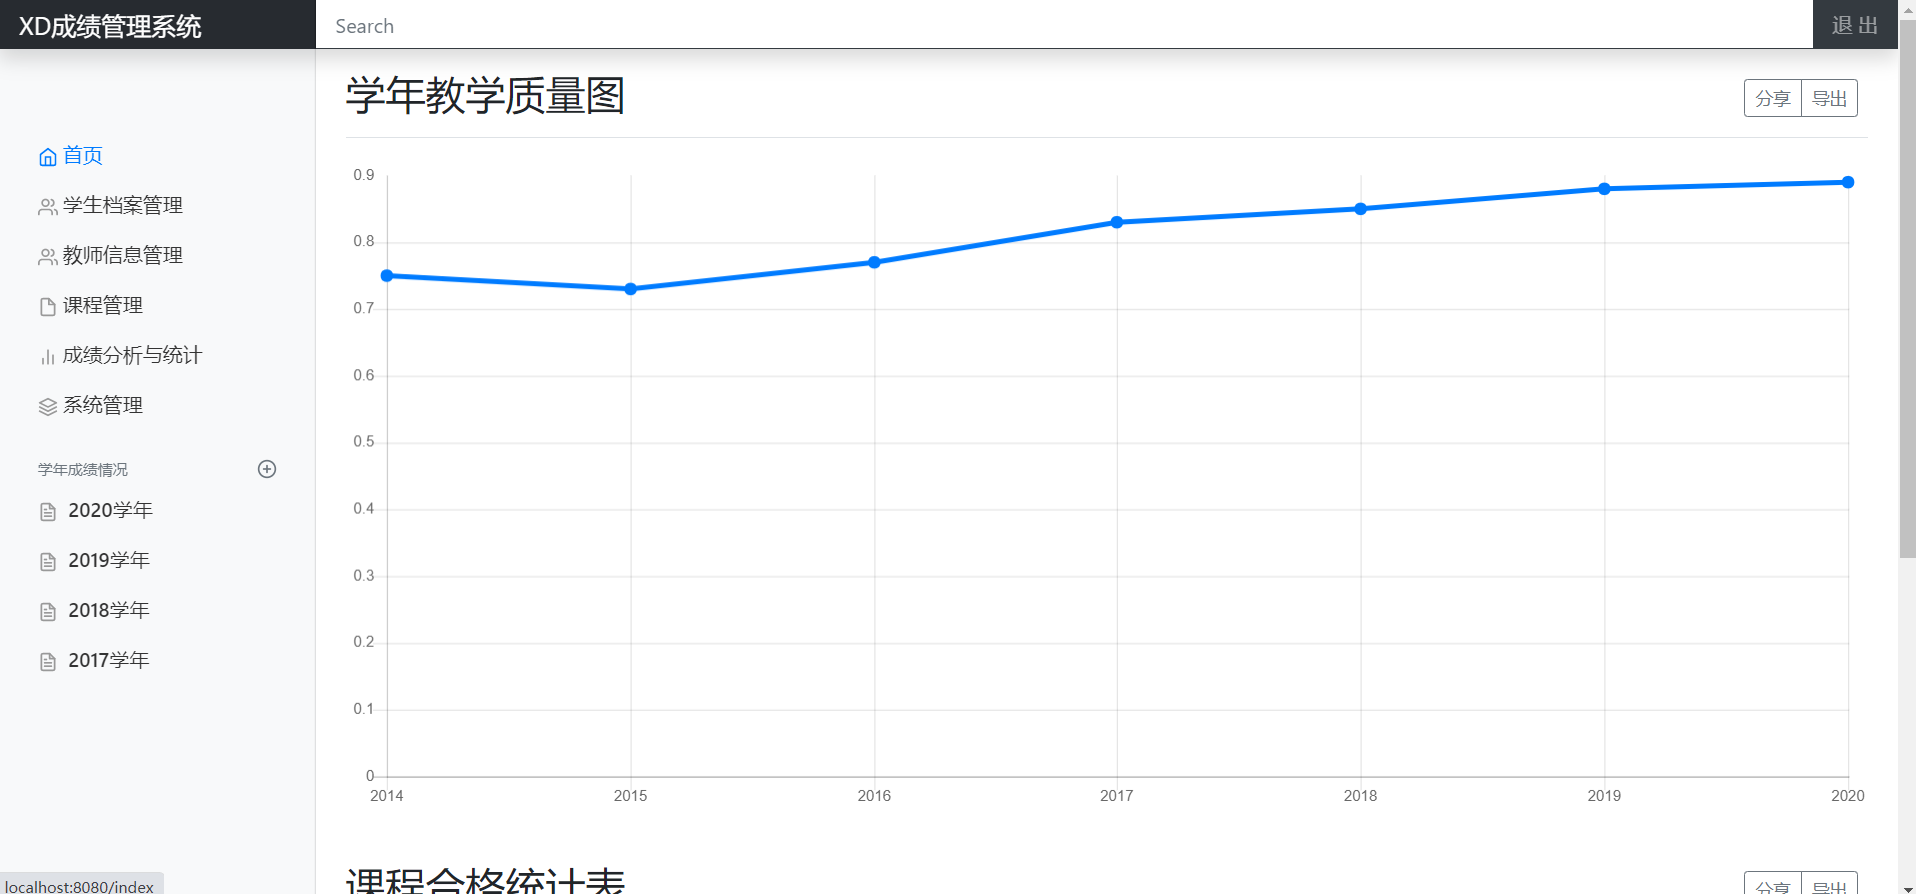 XD成绩管理系统
Search
退 出
首页
学生档案管理
教师信息管理
课程管理
成绩分析与统计
系统管理
学年成绩情况
2020学年
2019学年
2018学年
2017学年
学年教学质量图
分享 导出
0.9
0.8
0.7
0.6
0.5
0.4
0.3
0.2
0.1
0
2014 2015 2016 2017 2018 2019 2020
课程合格统计表
分享 导出
localhost:8080/index